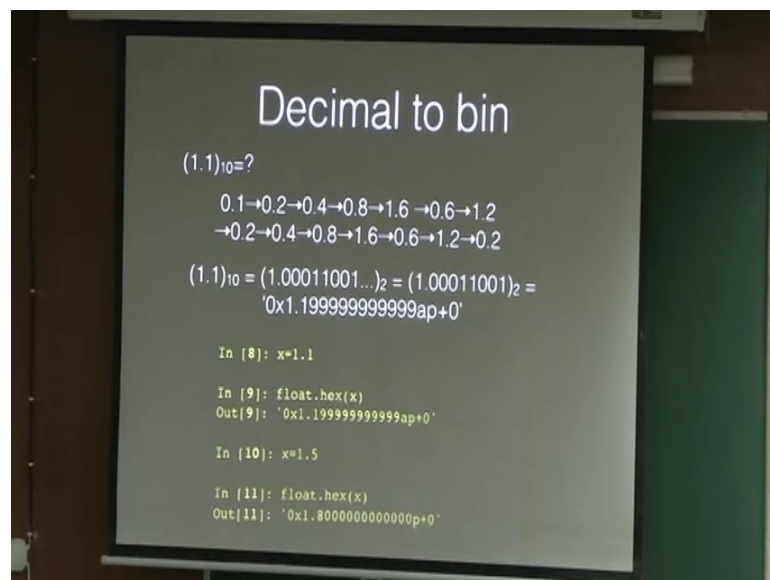 Decimal to bin
(1.1)₁₀=?
0.1→0.2→0.4→0.8→1.6 →0.6→1.2
→0.2→0.4→0.8→1.6→0.6→1.2→0.2
(1.1)₁₀ = (1.00011001...)₂ = (1.00011001)₂ =
'0x1.199999999999ap+0'
In [8]: x=1.1
In [9]: float.hex(x)
Out[9]: '0x1.199999999999ap+0'
In [10]: x=1.5
In [11]: float.hex(x)
Out[11]: '0x1.8000000000000p+0'